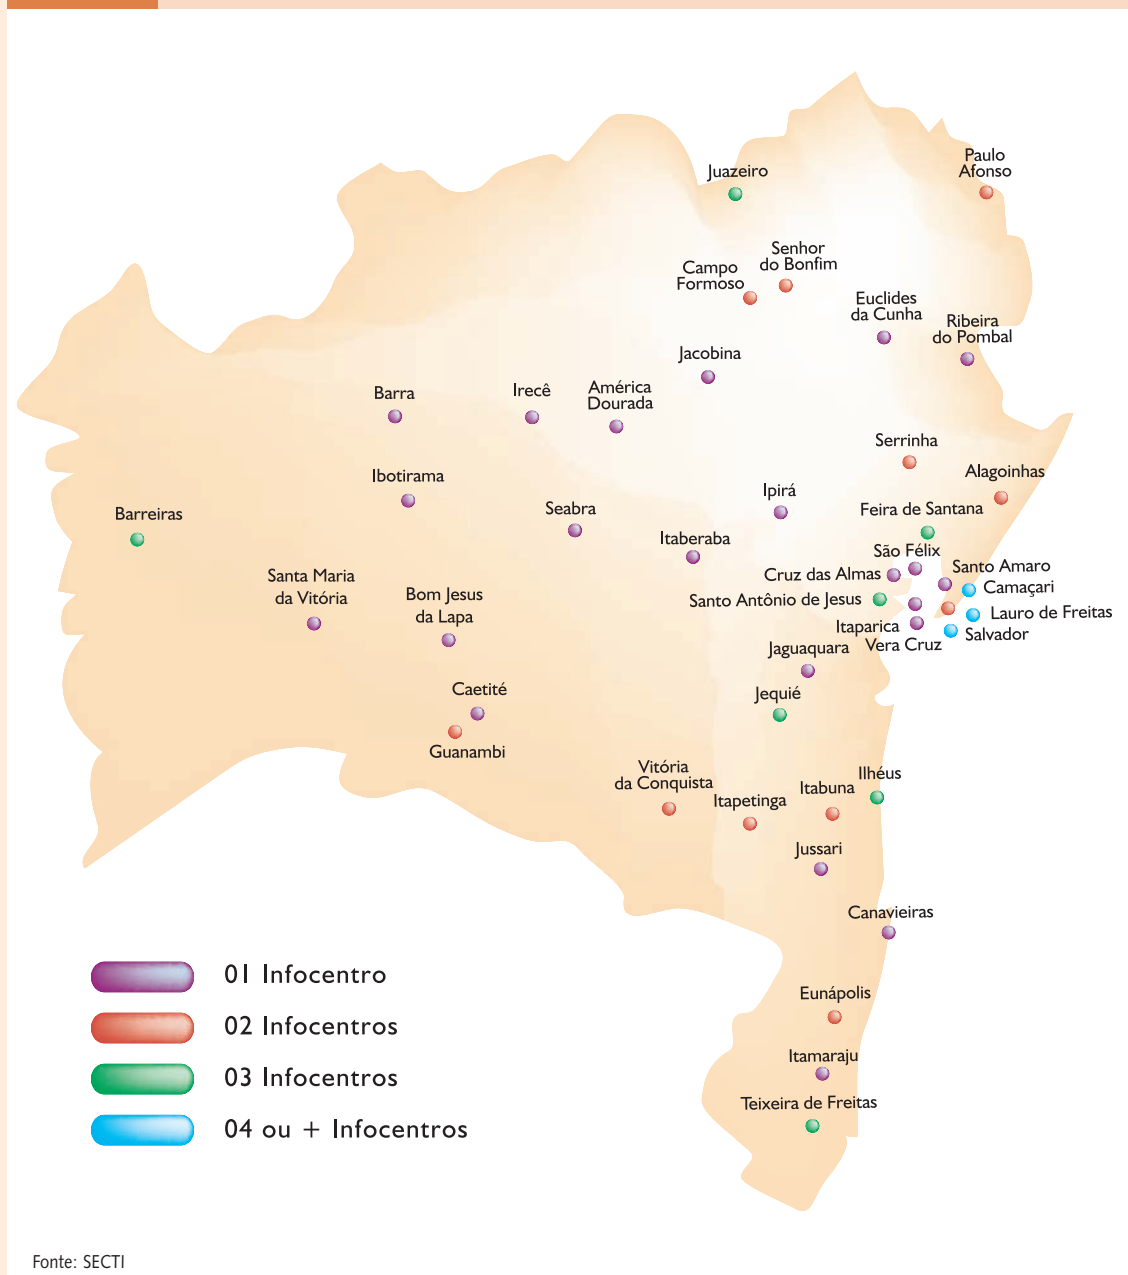 Paulo
Afonso
Juazeiro
Senhor
do Bonfim
Campo
Formoso
Euclides
da Cunha
Ribeira
do Pombal
Jacobina
Barra
Irecê
América
Dourada
Serrinha
Alagoinhas
Ibotirama
Ipirá
Seabra
Feira de Santana
Barreiras
Itaberaba
São Félix
Santo Amaro
Cruz das Almas
Camaçari
Santa Maria
da Vitória
Bom Jesus
da Lapa
Santo Antônio de Jesus
Lauro de Freitas
Itaparica
Salvador
Vera Cruz
Jaguaquara
Caetité
Jequié
Guanambi
Vitória
da Conquista
Ilhéus
Itabuna
Itapetinga
Jussari
Canavieiras
Eunápolis
Itamaraju
Teixeira de Freitas
01 Infocentro
02 Infocentros
03 Infocentros
04 ou + Infocentros
Fonte: SECTI